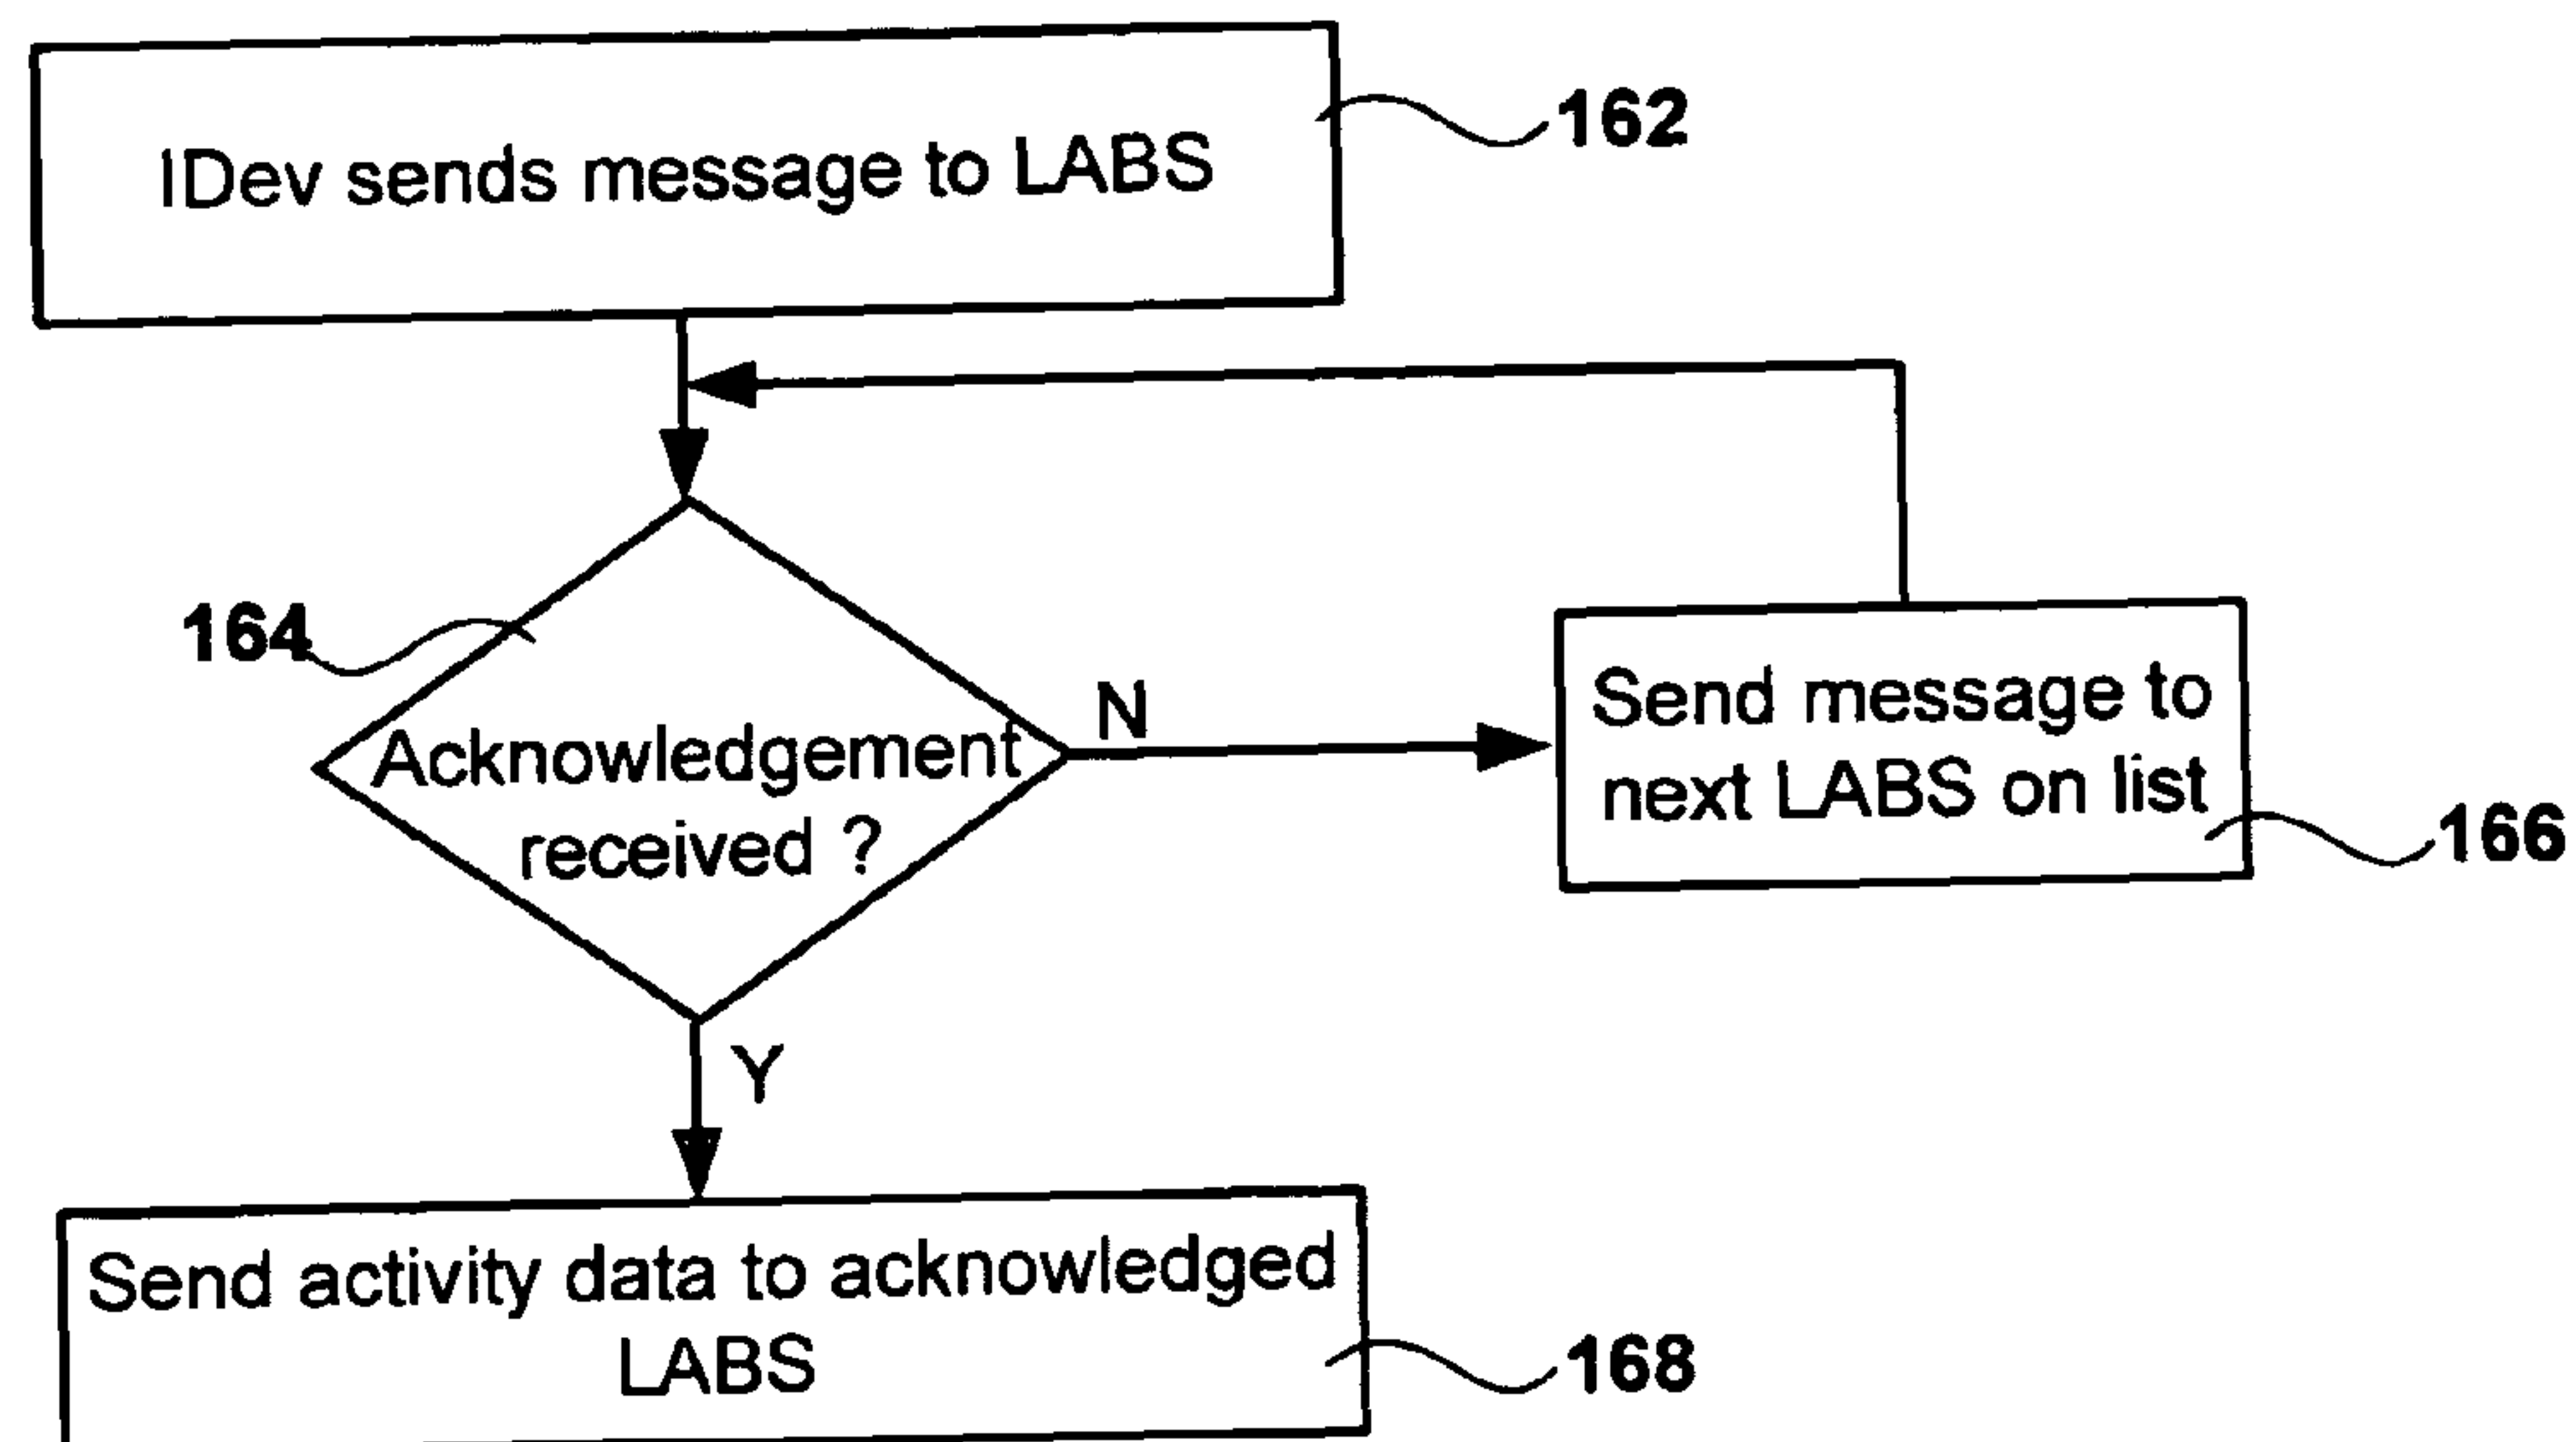 IDev sends message to LABS
162
164
Acknowledgement
received ?
N
Send message to
next LABS on list
166
Y
Send activity data to acknowledged
LABS
168